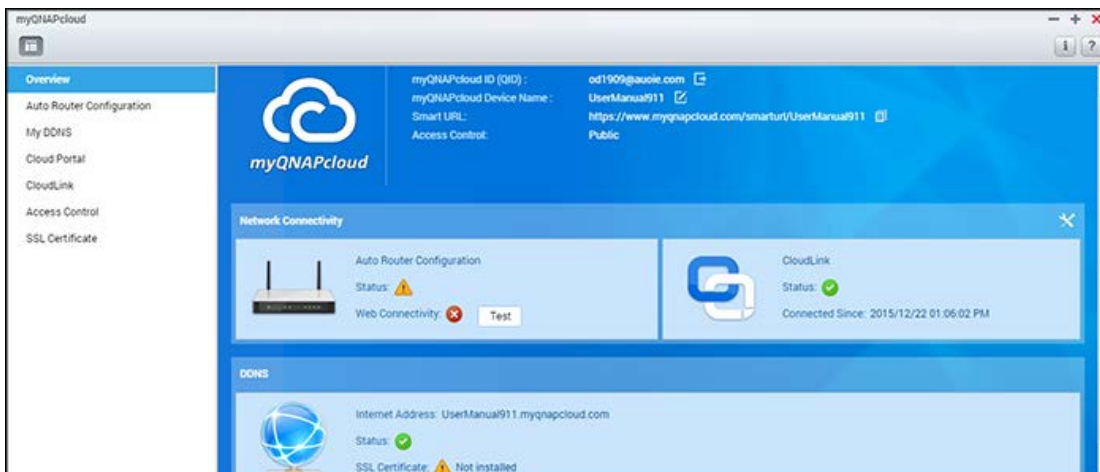 myQNAPcloud
Overview
Auto Router Configuration
My DDNS
Cloud Portal
CloudLink
Access Control
SSL Certificate
myQNAPcloud
myQNAPcloud ID (QID) : od1909@auoie.com
myQNAPcloud Device Name : UserManual911
Smart URL: https://www.myqnapcloud.com/smarturl/UserManual911
Access Control: Public
Network Connectivity
Auto Router Configuration
Status:
Web Connectivity: Test
CloudLink
Status:
Connected Since: 2015/12/22 01:06:02 PM
DDNS
Internet Address: UserManual911.myqnapcloud.com
Status:
SSL Certificate: Not installed